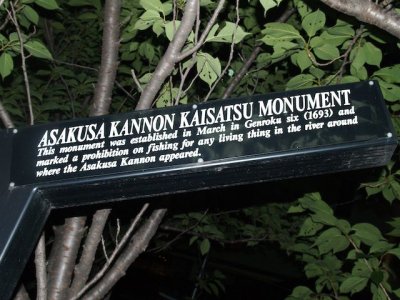 ASAKUSA KANNON KAISATSU MONUMENT
This monument was established in March in Genroku six (1693) and
marked a prohibition on fishing for any living thing in the river around
where the Asakusa Kannon appeared.